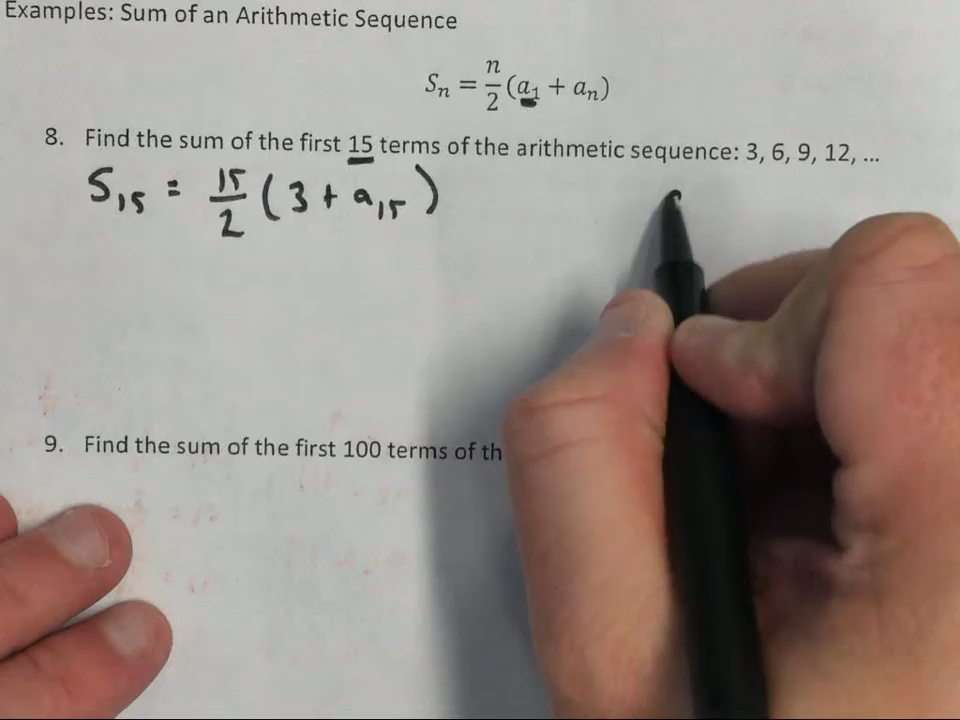 Examples: Sum of an Arithmetic Sequence
Sₙ = n/2 (a₁ + aₙ)
8. Find the sum of the first 15 terms of the arithmetic sequence: 3, 6, 9, 12, ...
S₁₅ = 15/2 (3 + a₁₅)
9. Find the sum of the first 100 terms of th